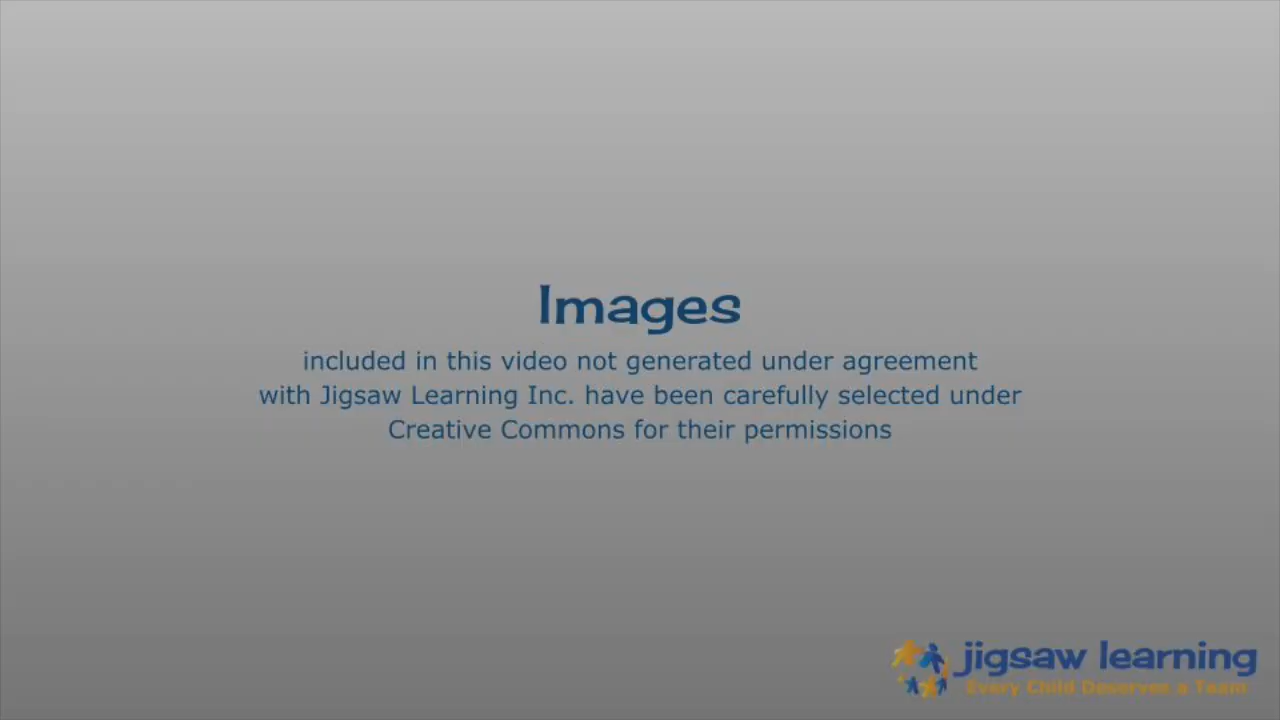 Images
included in this video not generated under agreement
with Jigsaw Learning Inc. have been carefully selected under
Creative Commons for their permissions
jigsaw learning
Every Child Deserves a Team